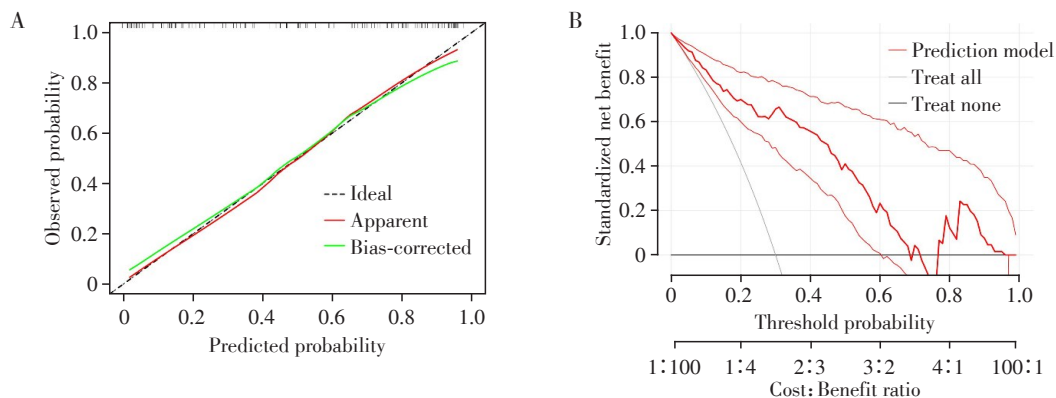 A
Observed probability
1.0
0.8
0.6
0.4
0.2
0
Ideal
Apparent
Bias-corrected
0 0.2 0.4 0.6 0.8 1.0
Predicted probability
B
Standardized net benefit
1.0
0.8
0.6
0.4
0.2
0
Prediction model
Treat all
Treat none
0 0.2 0.4 0.6 0.8 1.0
Threshold probability
1:100 1:4 2:3 3:2 4:1 100:1
Cost:Benefit ratio